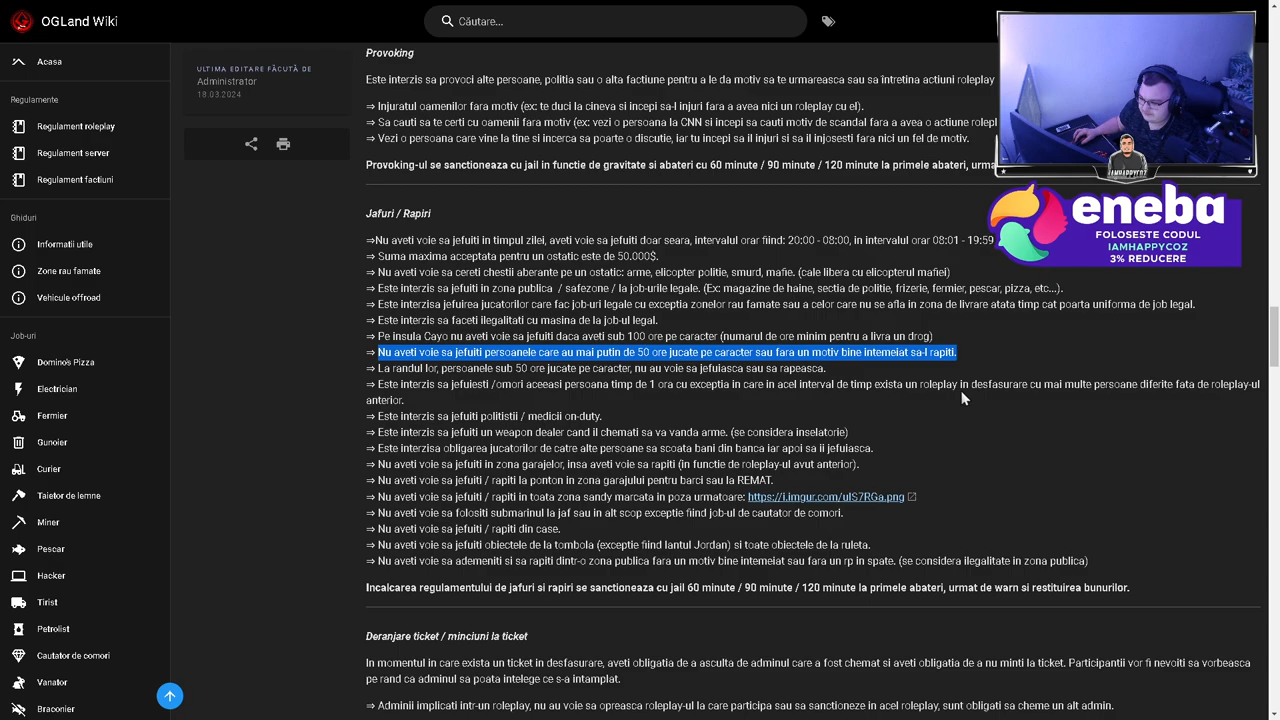 OGLand Wiki
Căutare...
Acasa
Regulamente
Regulament roleplay
Regulament server
Regulament factiuni
Ghiduri
Informatii utile
Zone rau famate
Vehicule offroad
Job-uri
Domino's Pizza
Electrician
Fermier
Gunoier
Curier
Taietor de lemne
Miner
Pescar
Hacker
Tirist
Petrolist
Cautator de comori
Vanator
Braconier
ULTIMA EDITARE FĂCUTĂ DE
Administrator
18.03.2024
Provoking
Este interzis sa provoci alte persoane, politia sau o alta factiune pentru a le da motiv sa te urmareasca sau sa întretina actiuni roleplay
⇒ Injuratul oamenilor fara motiv (ex: te duci la cineva si incepi sa-l injuri fara a avea nici un roleplay cu el).
⇒ Sa cauti sa te certi cu oamenii fara motiv (ex: vezi o persoana la CNN si incepi sa cauti motiv de scandal fara a avea o actione rolepl
⇒ Vezi o persoana care vine la tine si incerca sa poarte o discutie, iar tu incepi sa il injuri si sa il injosesti fara nici un fel de motiv.
Provoking-ul se sanctioneaza cu jail in functie de gravitate si abateri cu 60 minute / 90 minute / 120 minute la primele abateri, urma
Jafuri / Rapiri
⇒Nu aveti voie sa jefuiti in timpul zilei, aveti voie sa jefuiti doar seara, intervalul orar fiind: 20:00 - 08:00, in intervalul orar 08:01 - 19:59
⇒ Suma maxima acceptata pentru un ostatic este de 50.000$.
⇒ Nu aveti voie sa cereti chestii aberante pe un ostatic: arme, elicopter politie, smurd, mafie. (cale libera cu elicopterul mafiei)
⇒ Este interzis sa jefuiti in zona publica / safezone / la job-urile legale. (Ex: magazine de haine, sectia de politie, frizerie, fermier, pescar, pizza, etc...).
⇒ Este interzisa jefuirea jucatorilor care fac job-uri legale cu exceptia zonelor rau famate sau a celor care nu se afla in zona de livrare atata timp cat poarta uniforma de job legal.
⇒ Este interzis sa faceti ilegalitati cu masina de la job-ul legal.
⇒ Pe insula Cayo nu aveti voie sa jefuiti daca aveti sub 100 ore pe caracter (numarul de ore minim pentru a livra un drog)
⇒ Nu aveti voie sa jefuiti persoanele care au mai putin de 50 ore jucate pe caracter sau fara un motiv bine intemeiat sa-l rapiti.
⇒ La randul lor, persoanele sub 50 ore jucate pe caracter, nu au voie sa jefuiasca sau sa rapeasca.
⇒ Este interzis sa jefuiesti /omori aceeasi persoana timp de 1 ora cu exceptia in care in acel interval de timp exista un roleplay in desfasurare cu mai multe persoane diferite fata de roleplay-ul
anterior.
⇒ Este interzis sa jefuiti politistii / medicii on-duty.
⇒ Este interzis sa jefuiti un weapon dealer cand il chemati sa va vanda arme. (se considera inselatorie)
⇒ Este interzisa obligarea jucatorilor de catre alte persoane sa scoata bani din banca iar apoi sa ii jefuiasca.
⇒ Nu aveti voie sa jefuiti in zona garajelor, insa aveti voie sa rapiti (in functie de roleplay-ul avut anterior).
⇒ Nu aveti voie sa jefuiti / rapiti la ponton in zona garajului pentru barci sau la REMAT.
⇒ Nu aveti voie sa jefuiti / rapiti in toata zona sandy marcata in poza urmatoare: https://i.imgur.com/ulS7RGa.png
⇒ Nu aveti voie sa folositi submarinul la jaf sau in alt scop exceptie fiind job-ul de cautator de comori.
⇒ Nu aveti voie sa jefuiti / rapiti din case.
⇒ Nu aveti voie sa jefuiti obiectele de la tombola (exceptie fiind lantul Jordan) si toate obiectele de la ruleta.
⇒ Nu aveti voie sa ademeniti si sa rapiti dintr-o zona publica fara un motiv bine intemeiat sau fara un rp in spate. (se considera ilegalitate in zona publica)
Incalcarea regulamentului de jafuri si rapiri se sanctioneaza cu jail 60 minute / 90 minute / 120 minute la primele abateri, urmat de warn si restituirea bunurilor.
Deranjare ticket / minciuni la ticket
In momentul in care exista un ticket in desfasurare, aveti obligatia de a asculta de adminul care a fost chemat si aveti obligatia de a nu minti la ticket. Participantii vor fi nevoiti sa vorbeasca
pe rand ca adminul sa poata intelege ce s-a intamplat.
⇒ Adminii implicati intr-un roleplay, nu au voie sa opreasca roleplay-ul la care participa sau sa sanctioneze in acel roleplay, sunt obligati sa cheme un alt admin.
IAMHAPPYCOZ
eneba
FOLOSESTE CODUL
IAMHAPPYCOZ
3% REDUCERE